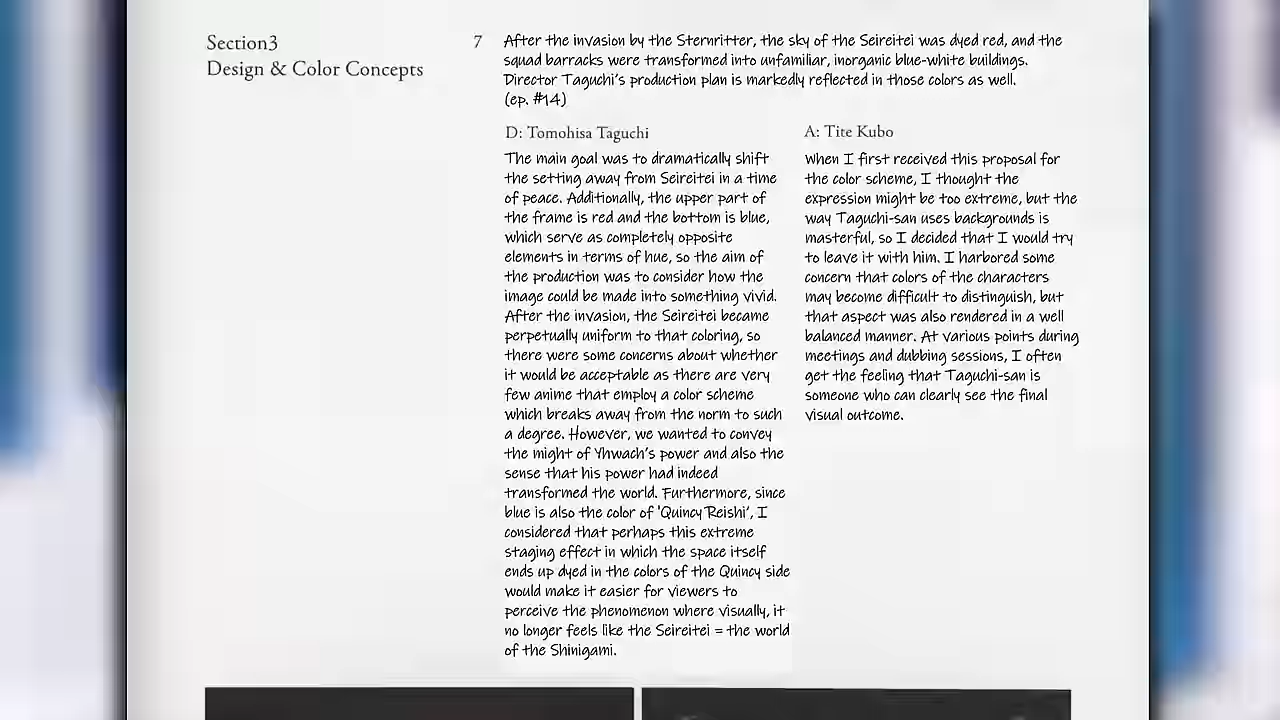 Section3
Design & Color Concepts
7
After the invasion by the Sternritter, the sky of the Seireitei was dyed red, and the
squad barracks were transformed into unfamiliar, inorganic blue-white buildings.
Director Taguchi's production plan is markedly reflected in those colors as well.
(ep. #14)
D: Tomohisa Taguchi
The main goal was to dramatically shift
the setting away from Seireitei in a time
of peace. Additionally, the upper part of
the frame is red and the bottom is blue,
which serve as completely opposite
elements in terms of hue, so the aim of
the production was to consider how the
image could be made into something vivid.
After the invasion, the Seireitei became
perpetually uniform to that coloring, so
there were some concerns about whether
it would be acceptable as there are very
few anime that employ a color scheme
which breaks away from the norm to such
a degree. However, we wanted to convey
the might of Yhwach's power and also the
sense that his power had indeed
transformed the world. Furthermore, since
blue is also the color of 'Quincy Reishi', I
considered that perhaps this extreme
staging effect in which the space itself
ends up dyed in the colors of the Quincy side
would make it easier for viewers to
perceive the phenomenon where visually, it
no longer feels like the Seireitei = the world
of the Shinigami.
A: Tite Kubo
When I first received this proposal for
the color scheme, I thought the
expression might be too extreme, but the
way Taguchi-san uses backgrounds is
masterful, so I decided that I would try
to leave it with him. I harbored some
concern that colors of the characters
may become difficult to distinguish, but
that aspect was also rendered in a well
balanced manner. At various points during
meetings and dubbing sessions, I often
get the feeling that Taguchi-san is
someone who can clearly see the final
visual outcome.